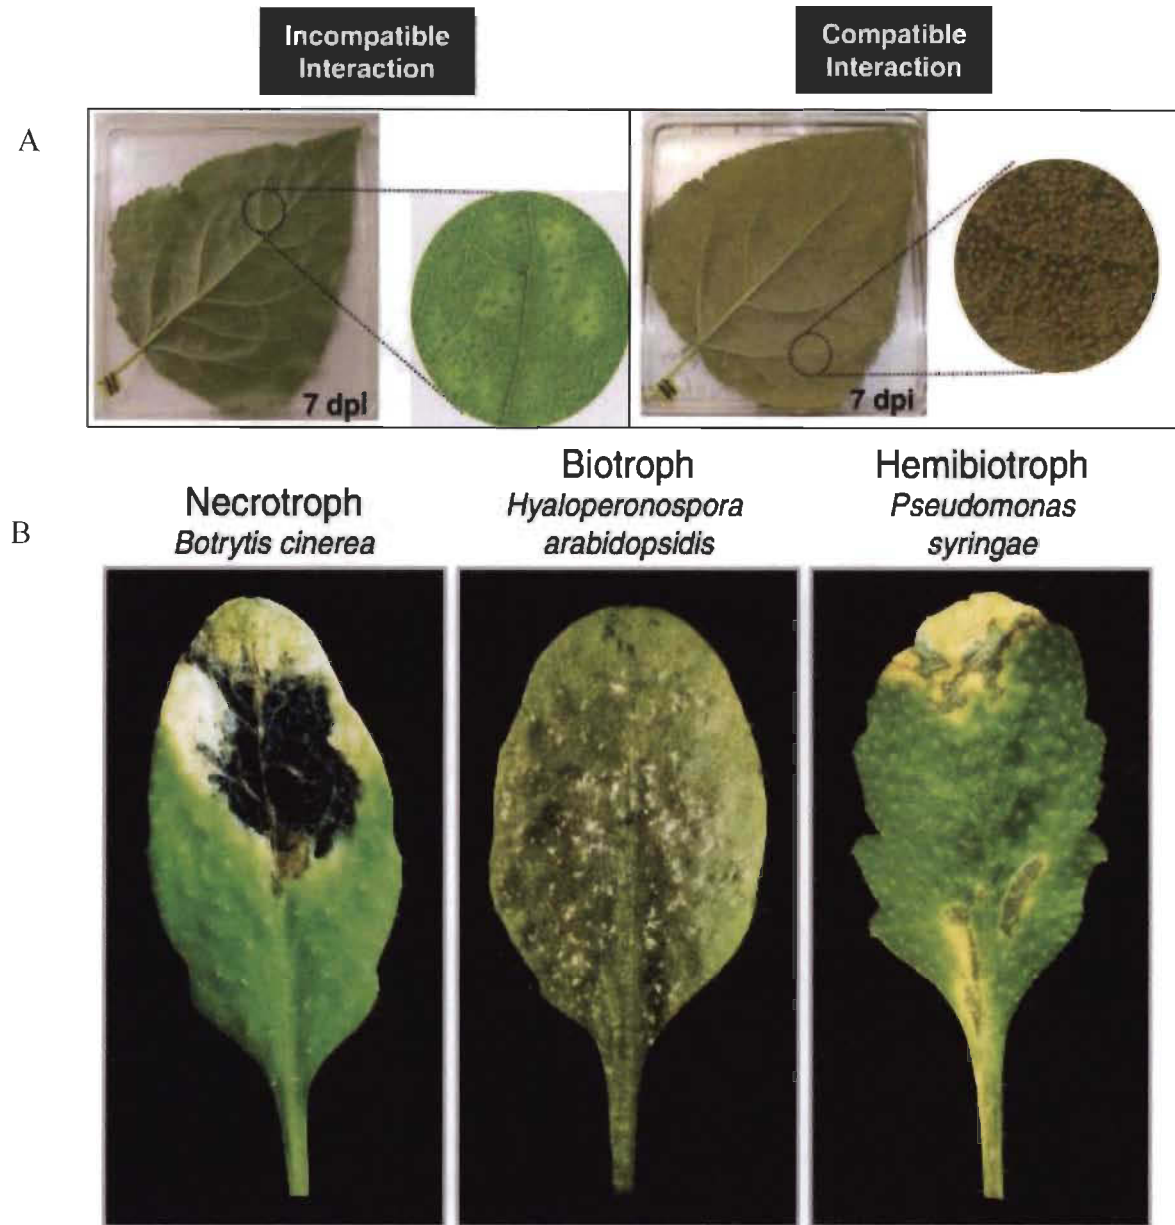 Incompatible
Interaction
Compatible
Interaction
A
7 dpi
7 dpi
B
Necrotroph
Botrytis cinerea
Biotroph
Hyaloperonospora
arabidopsidis
Hemibiotroph
Pseudomonas
syringae